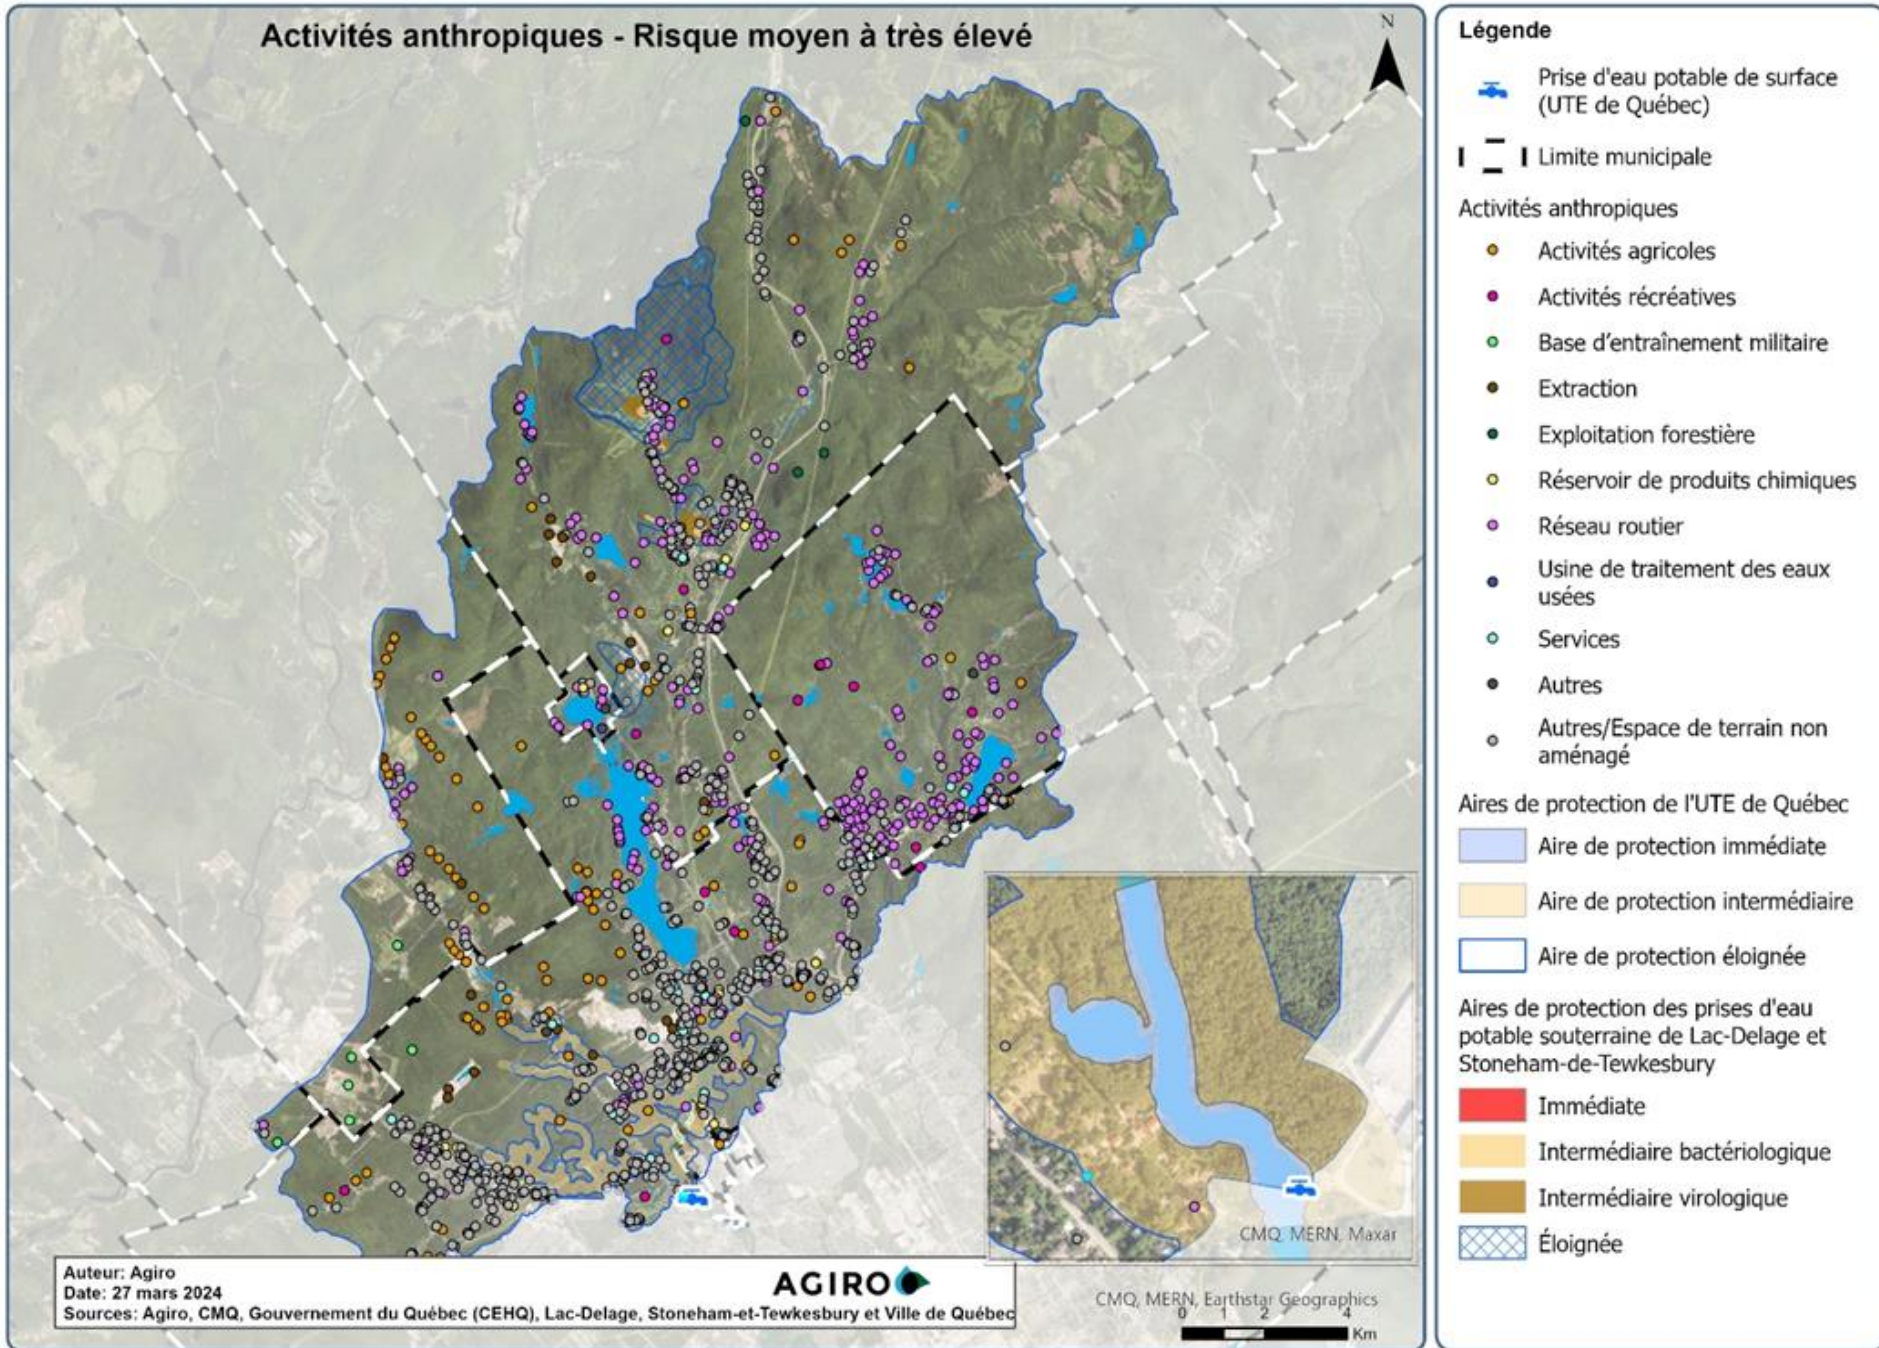 Activités anthropiques - Risque moyen à très élevé
N
Auteur: Agiro
Date: 27 mars 2024
Sources: Agiro, CMQ, Gouvernement du Québec (CEHQ), Lac-Delage, Stoneham-et-Tewkesbury et Ville de Québec
AGIRO
CMQ, MERN, Maxar
CMQ, MERN, Earthstar Geographics
0 1 2 4
Km
Légende
Prise d'eau potable de surface
(UTE de Québec)
Limite municipale
Activités anthropiques
Activités agricoles
Activités récréatives
Base d'entraînement militaire
Extraction
Exploitation forestière
Réservoir de produits chimiques
Réseau routier
Usine de traitement des eaux
usées
Services
Autres
Autres/Espace de terrain non
aménagé
Aires de protection de l'UTE de Québec
Aire de protection immédiate
Aire de protection intermédiaire
Aire de protection éloignée
Aires de protection des prises d'eau
potable souterraine de Lac-Delage et
Stoneham-de-Tewkesbury
Immédiate
Intermédiaire bactériologique
Intermédiaire virologique
Éloignée